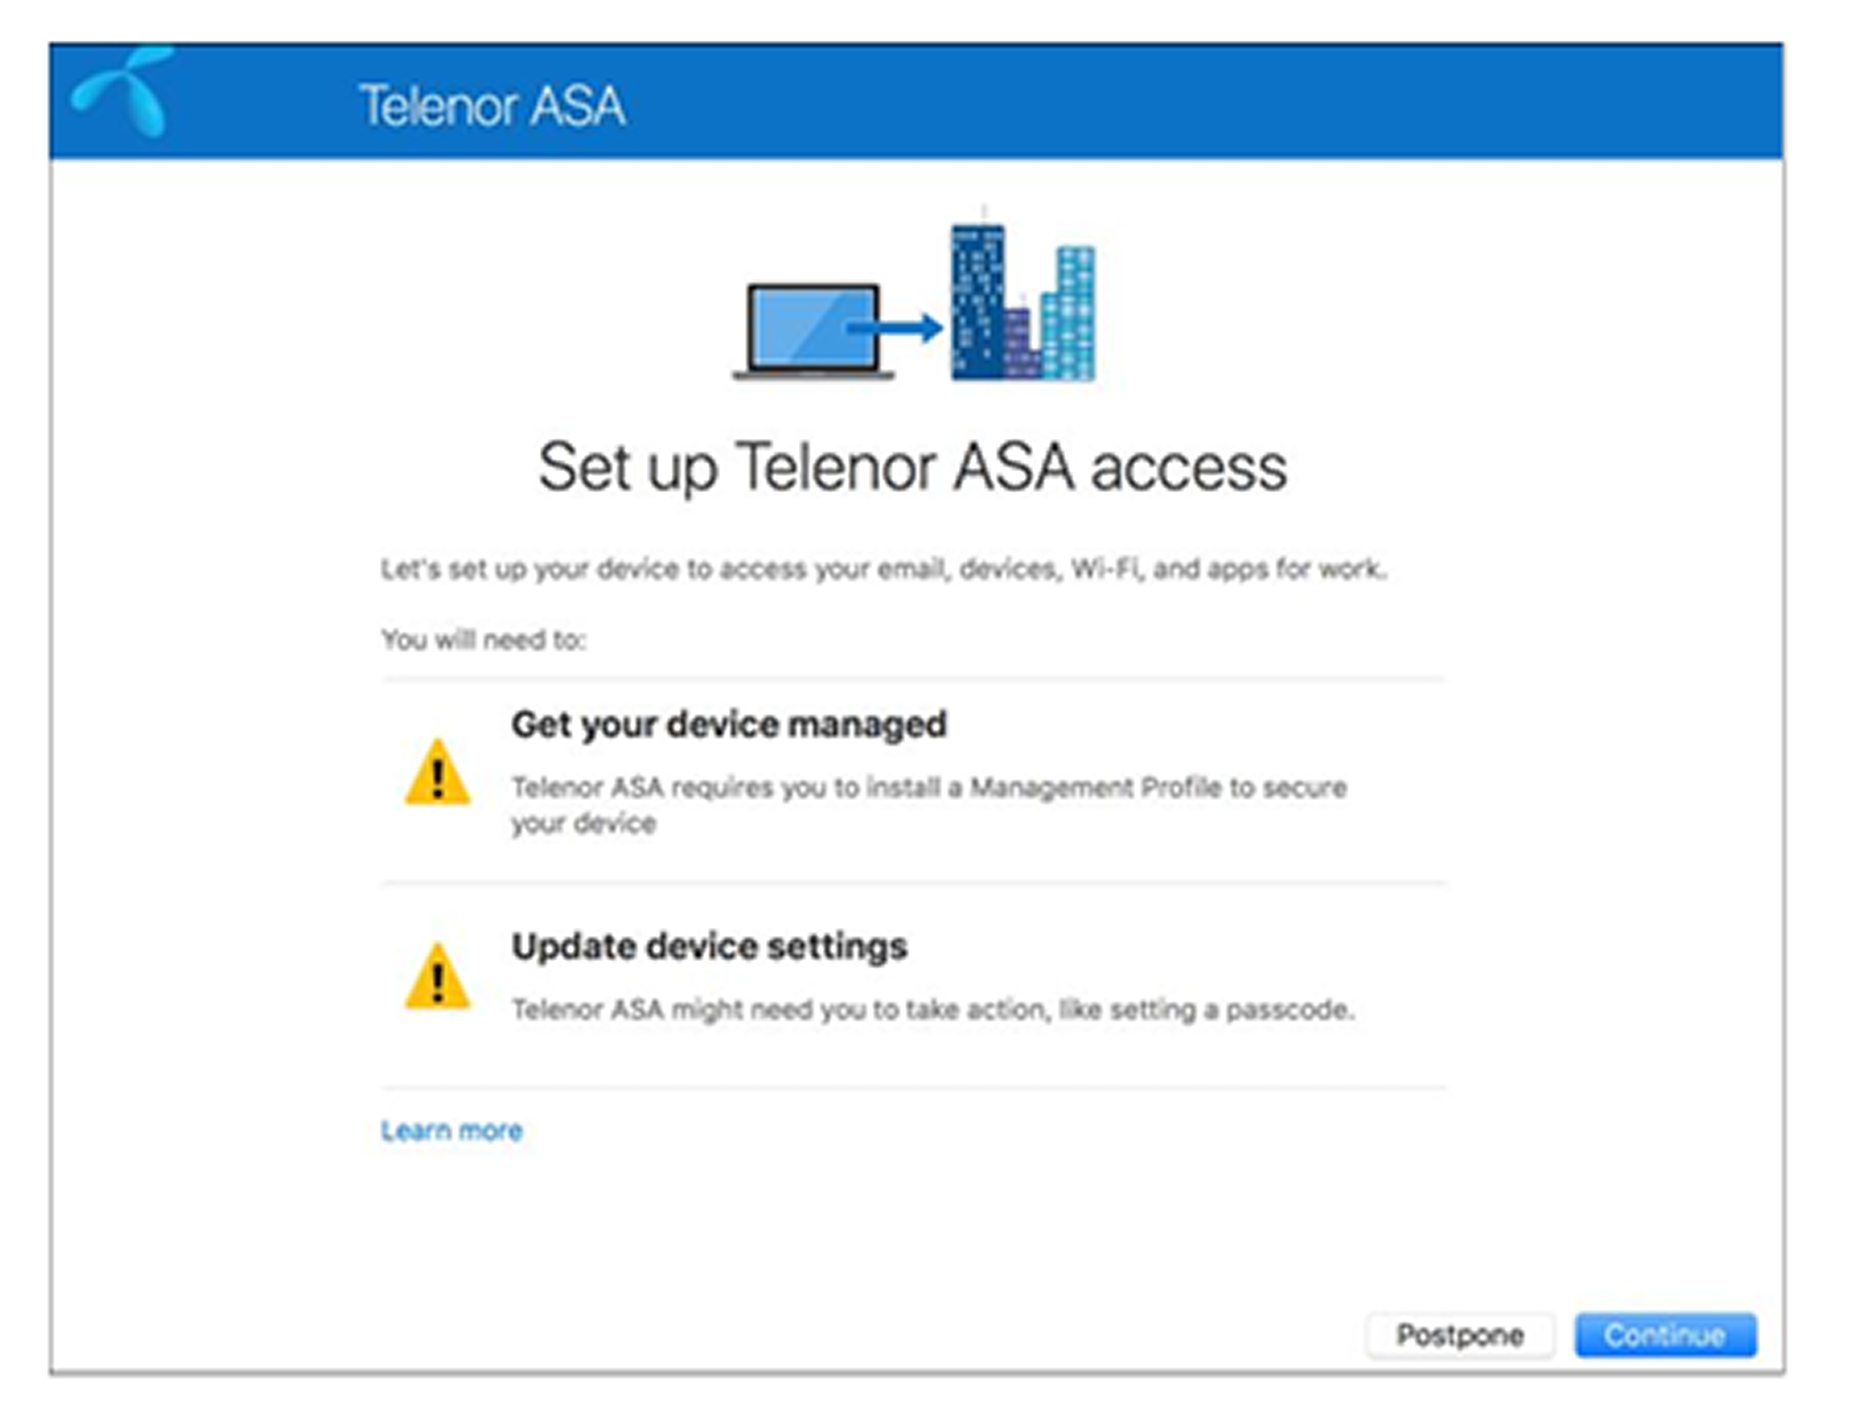 Telenor ASA
Set up Telenor ASA access
Let's set up your device to access your email, devices, Wi-Fi, and apps for work.
You will need to:
Get your device managed
Telenor ASA requires you to install a Management Profile to secure
your device
Update device settings
Telenor ASA might need you to take action, like setting a passcode.
Learn more
Postpone
Continue